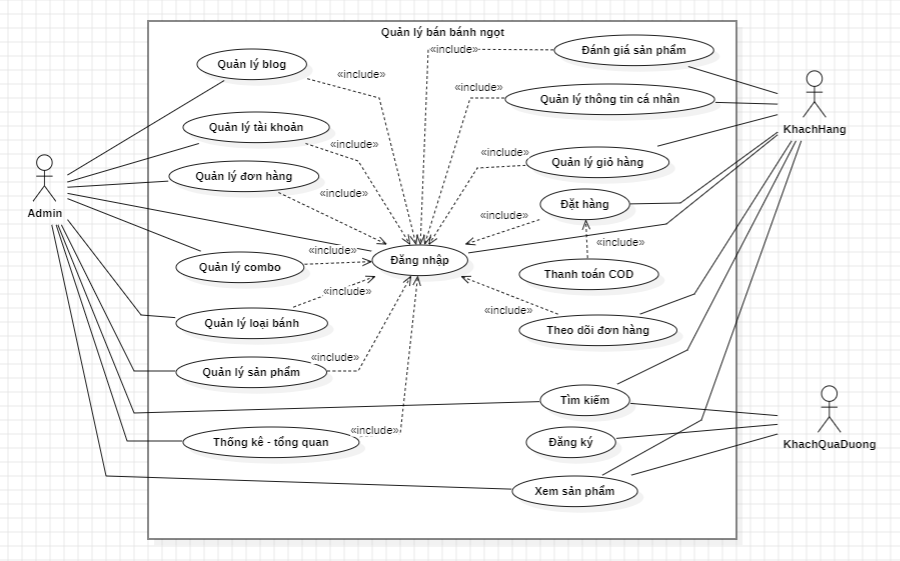 Quản lý bán bánh ngọt
Quản lý blog
«include»
«include»
Đánh giá sản phẩm
«include»
Quản lý thông tin cá nhân
Quản lý tài khoản
KhachHang
«include»
«include»
Quản lý giỏ hàng
Quản lý đơn hàng
«include»
Admin
«include»
Đặt hàng
«include»
«include»
Quản lý combo
Đăng nhập
Thanh toán COD
«include»
«include»
Quản lý loại bánh
Theo dõi đơn hàng
«include»
Quản lý sản phẩm
Tìm kiếm
«include»
Thống kê - tổng quan
Đăng ký
KhachQuaDuong
Xem sản phẩm